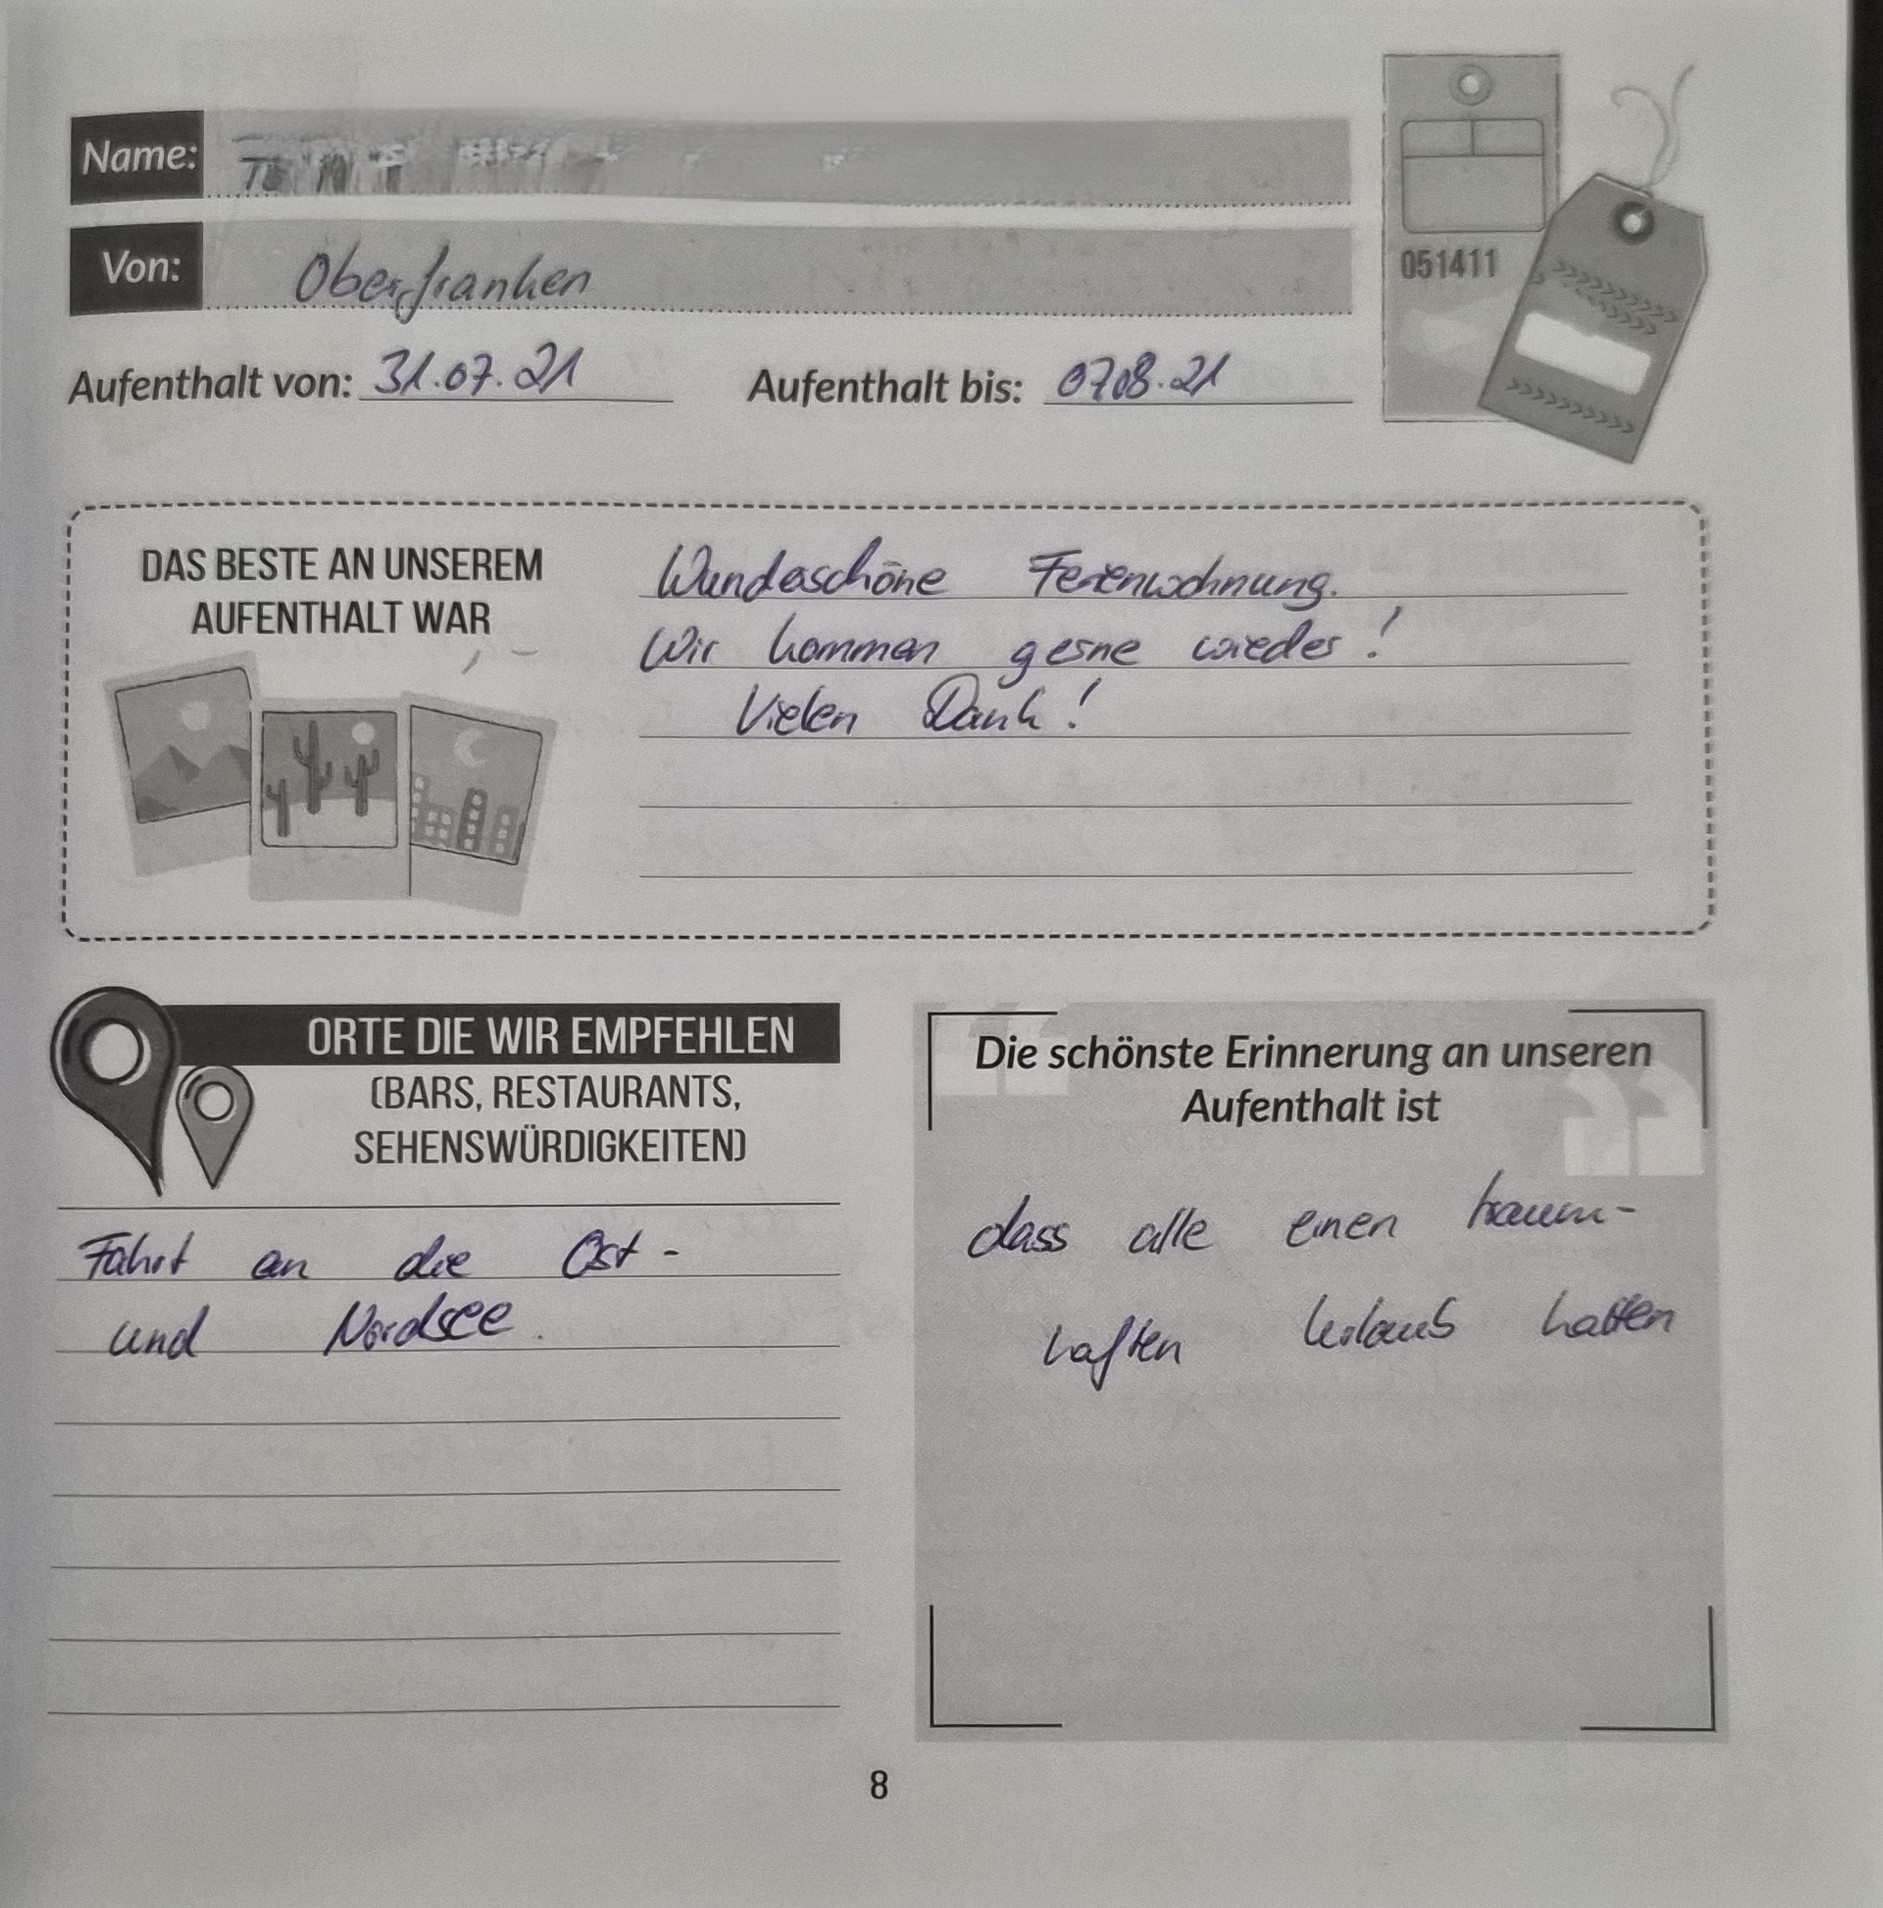 Name:
Von: Oberfranken
Aufenthalt von: 31.07.21 Aufenthalt bis: 07.08.21
051411
DAS BESTE AN UNSEREM
AUFENTHALT WAR
Wundeschöne Ferienwohnung.
Wir kommen gerne wieder!
Vielen Dank!
ORTE DIE WIR EMPFEHLEN
(BARS, RESTAURANTS,
SEHENSWÜRDIGKEITEN)
Fahrt an die Ost-
und Nordsee.
Die schönste Erinnerung an unseren
Aufenthalt ist
dass alle einen traum-
haften Urlaub hatten
8